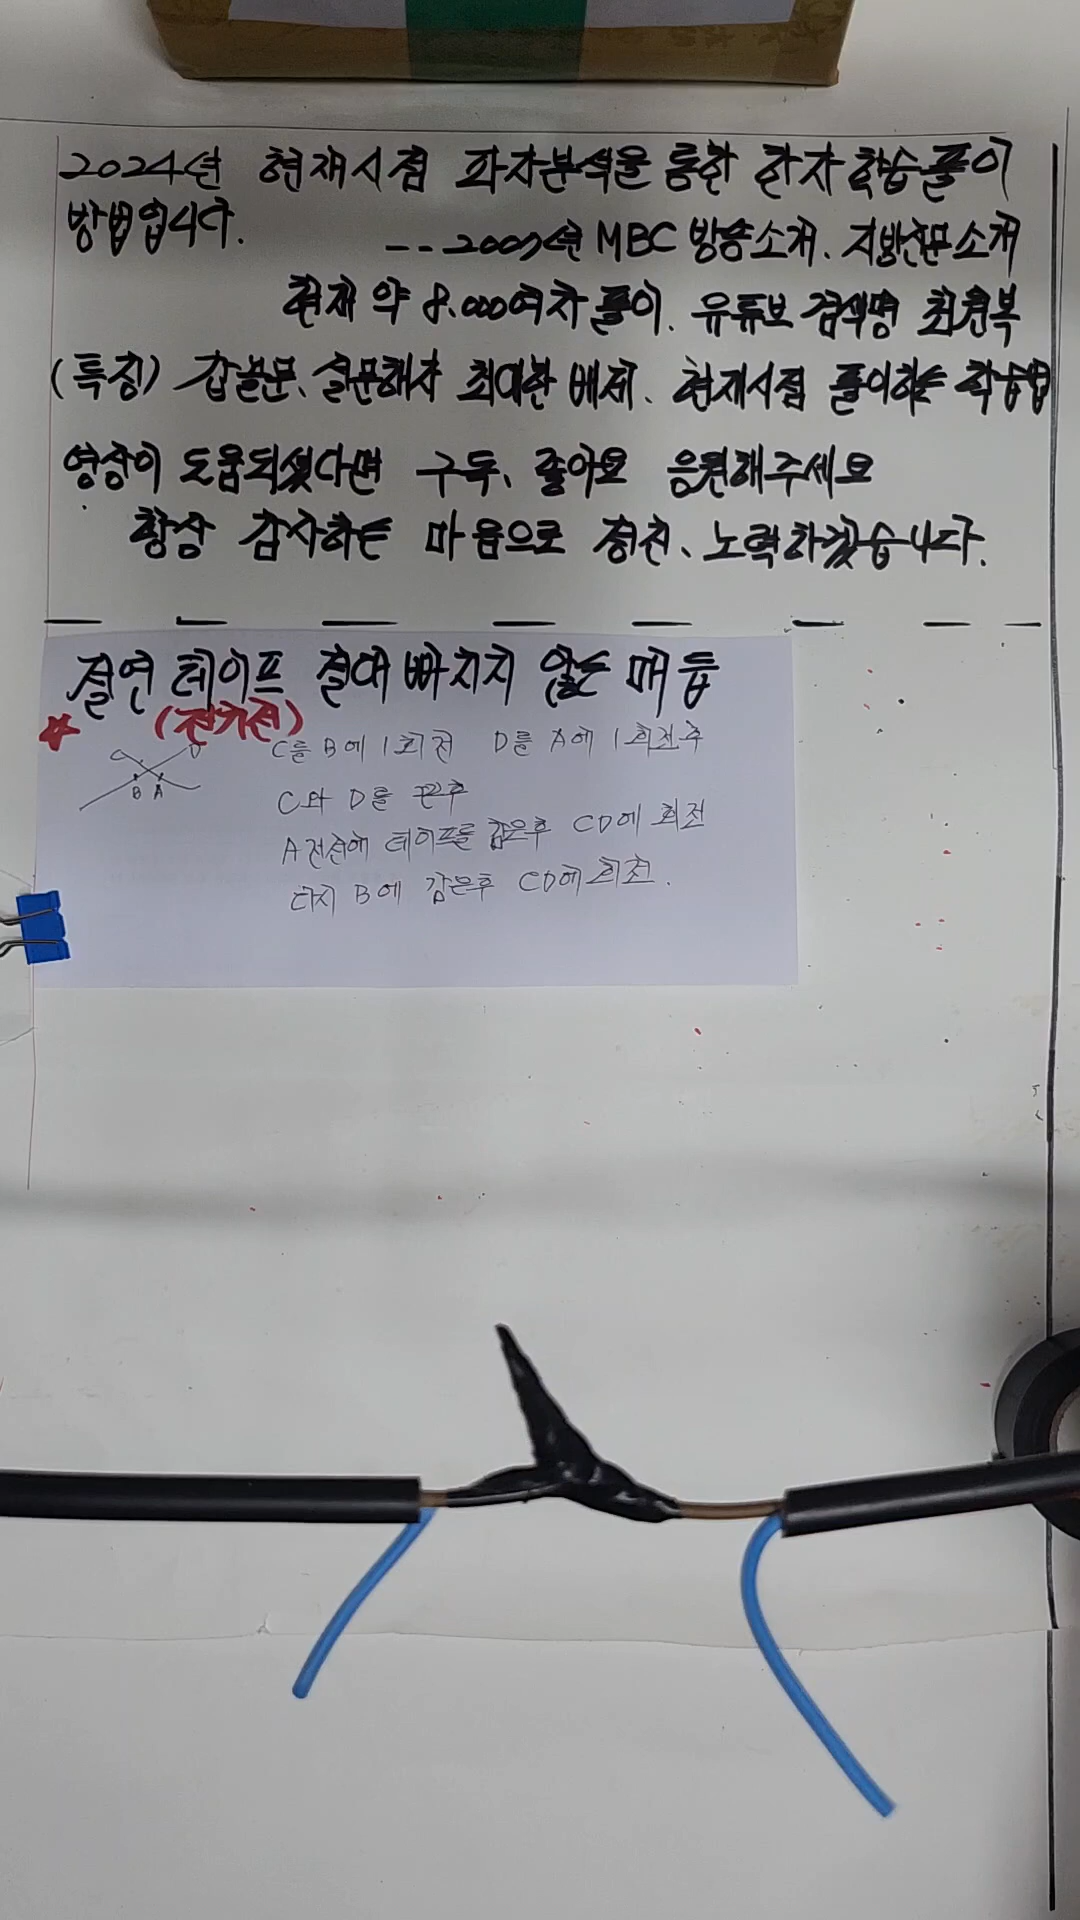 2024년 현재시점 파자분석을 통한 한자 학습풀이
방법입니다.
--- 2007년 MBC 방송소개. 지방신문소개
현재 약 8.000여자 풀이. 유튜브 검색명 최천복
(특징) 갑골문, 설문해자 최대한 배제. 현재시점 풀이하는 학습법
영상이 도움되셨다면 구독, 좋아요 응원해주세요
항상 감사하는 마음으로 정진, 노력하겠습니다.
절연 테이프 절대 빠지지 않는 매듭
(전기선)
C D
B A
C를 B에 1회전 D를 A에 1회전후
C와 D를 꼰후
A전선에 테이프를 감은후 CD에 회전
다시 B에 감은후 CD에 회전.